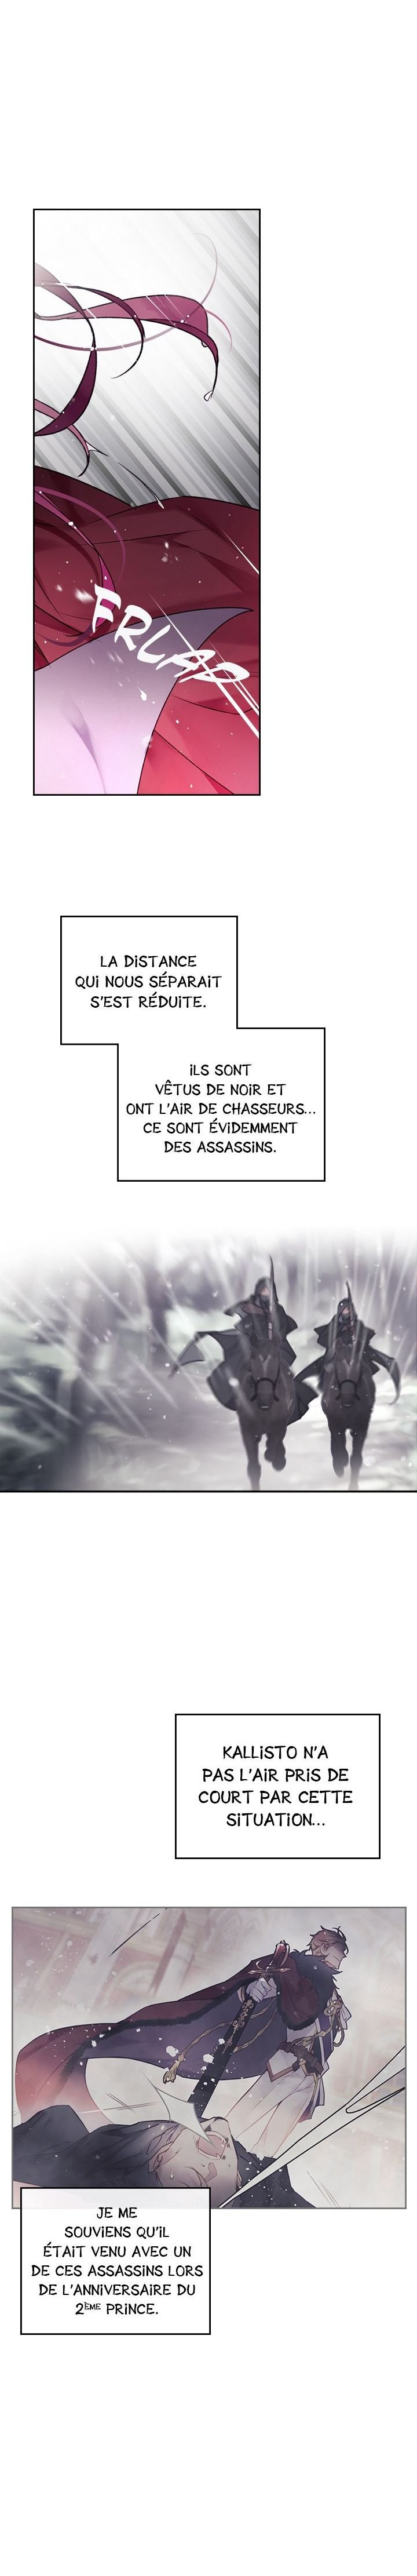 FRLAP
LA DISTANCE
QUI NOUS SÉPARAIT
S'EST RÉDUITE.
ILS SONT
VÊTUS DE NOIR ET
ONT L'AIR DE CHASSEURS...
CE SONT ÉVIDEMMENT
DES ASSASSINS.
KALLISTO N'A
PAS L'AIR PRIS DE
COURT PAR CETTE
SITUATION...
JE ME
SOUVIENS QU'IL
ÉTAIT VENU AVEC UN
DE CES ASSASSINS LORS
DE L'ANNIVERSAIRE DU
2ÈME PRINCE.